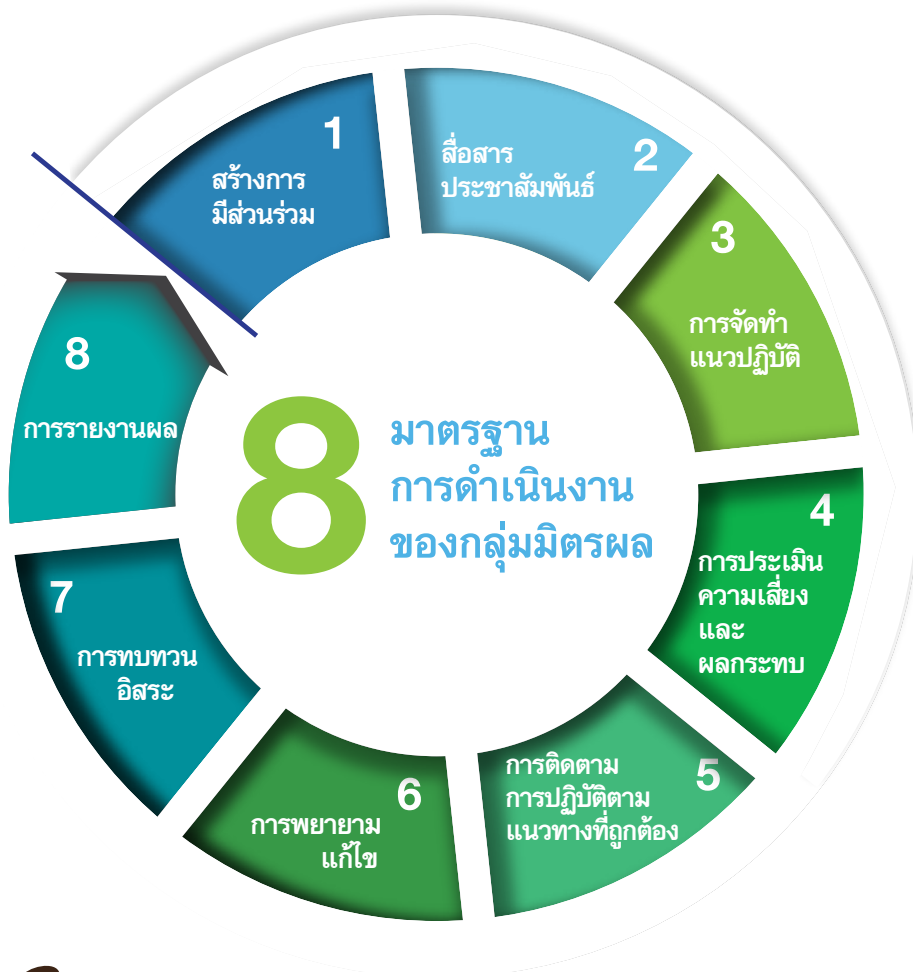 1
สร้างการ
มีส่วนร่วม
2
สื่อสาร
ประชาสัมพันธ์
3
การจัดทำ
แนวปฏิบัติ
4
การประเมิน
ความเสี่ยง
และ
ผลกระทบ
5
การติดตาม
การปฏิบัติตาม
แนวทางที่ถูกต้อง
6
การพยายาม
แก้ไข
7
การทบทวน
อิสระ
8
การรายงานผล
8
มาตรฐาน
การดำเนินงาน
ของกลุ่มมิตรผล